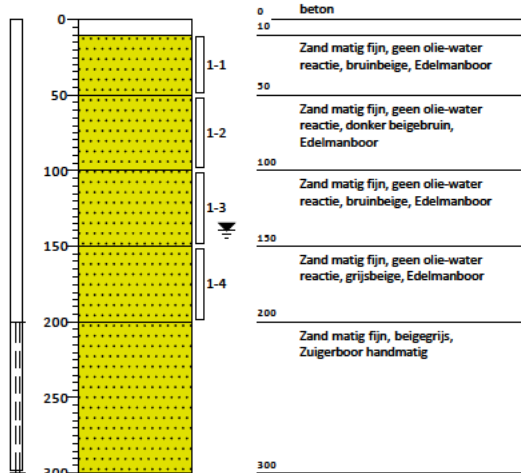 0
50
100
150
200
250
300
1-1
1-2
1-3
1-4
0
beton
10
Zand matig fijn, geen olie-water
reactie, bruinbeige, Edelmanboor
50
Zand matig fijn, geen olie-water
reactie, donker beigebruin,
Edelmanboor
100
Zand matig fijn, geen olie-water
reactie, bruinbeige, Edelmanboor
150
Zand matig fijn, geen olie-water
reactie, grijsbeige, Edelmanboor
200
Zand matig fijn, beigegrijs,
Zuigerboor handmatig
300